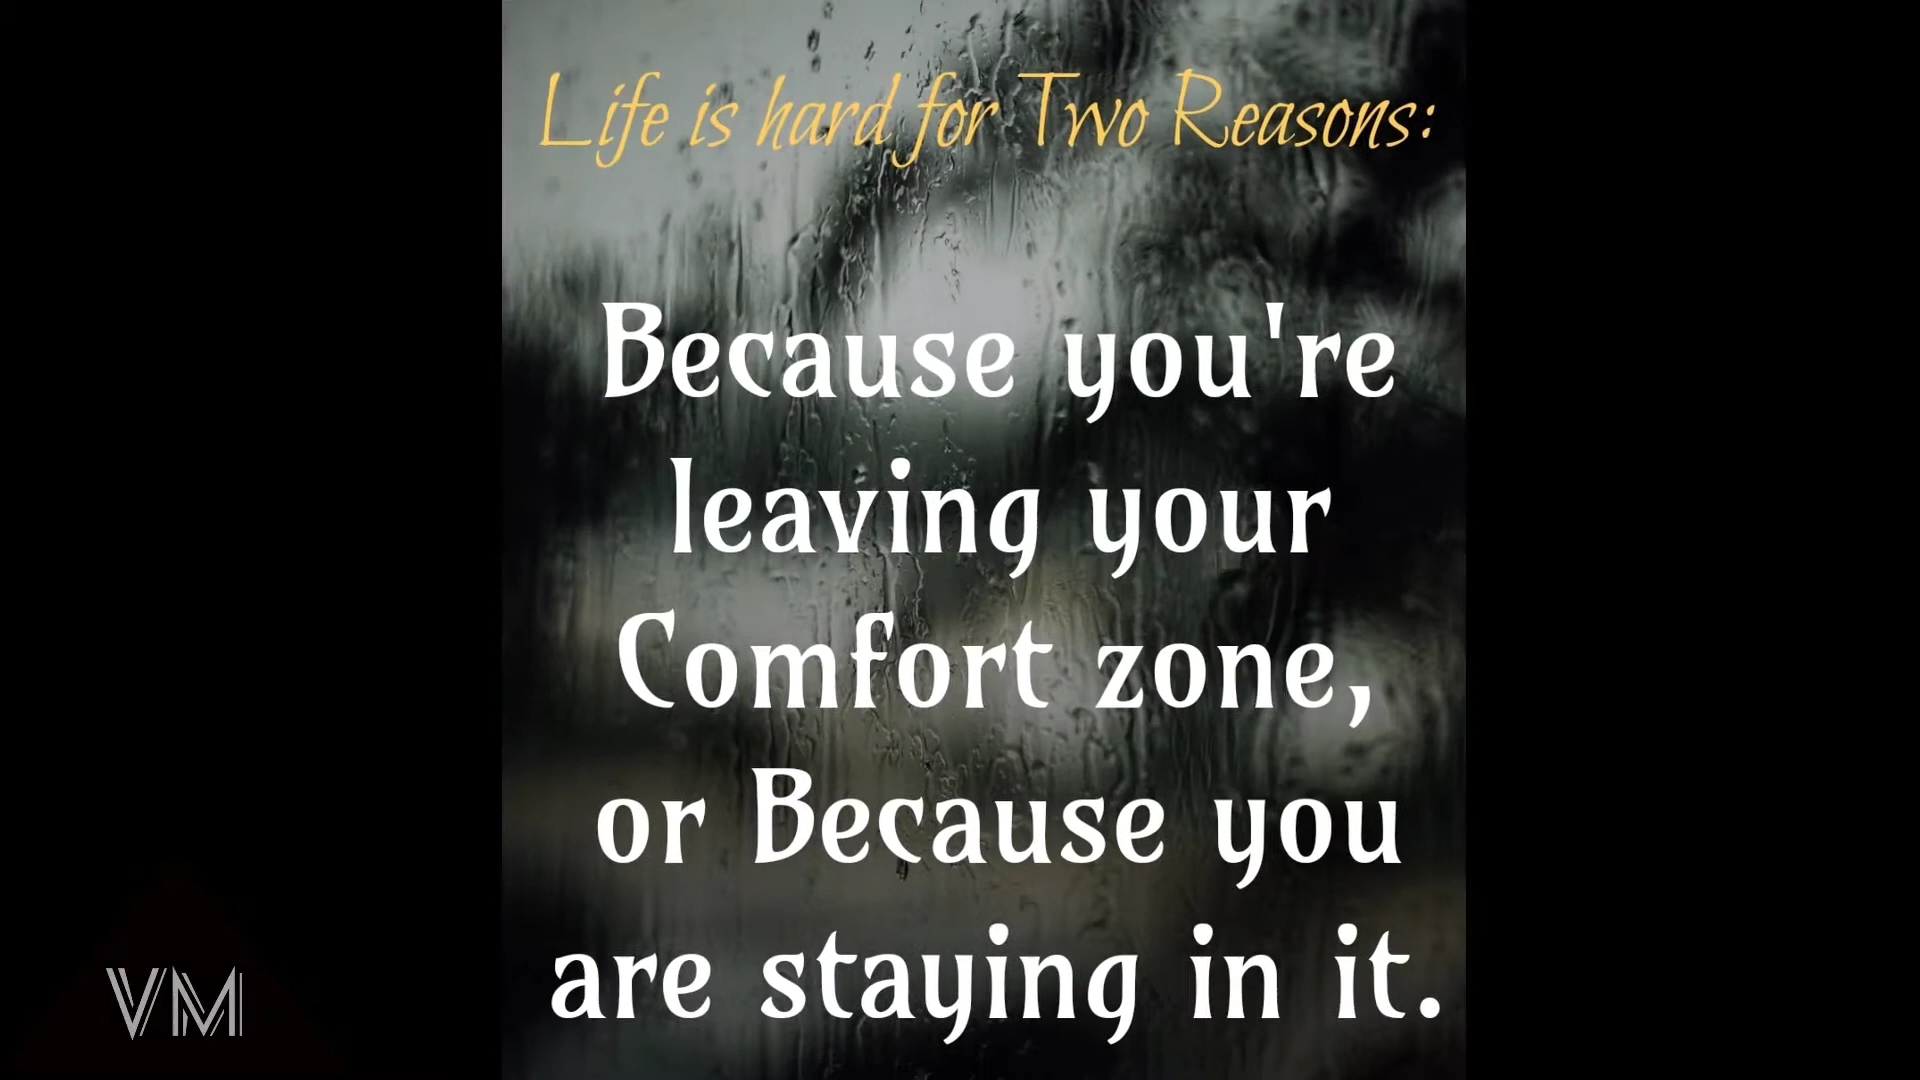 Life is hard for Two Reasons:
Because you're
leaving your
Comfort zone,
or Because you
are staying in it.
VM